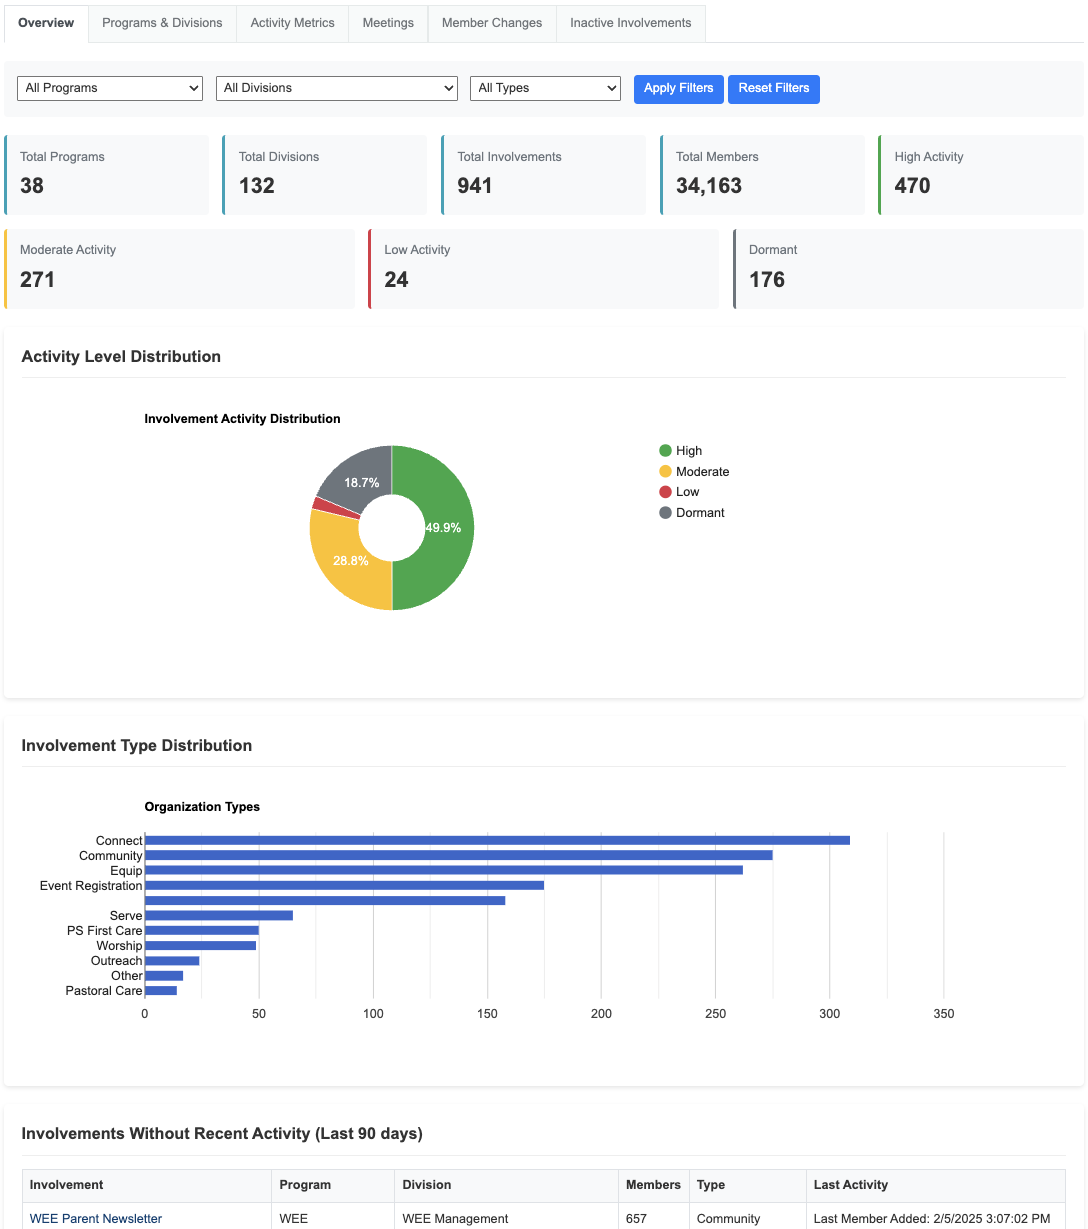 Overview Programs & Divisions Activity Metrics Meetings Member Changes Inactive Involvements
All Programs All Divisions All Types Apply Filters Reset Filters
Total Programs Total Divisions Total Involvements Total Members High Activity
38 132 941 34,163 470
Moderate Activity Low Activity Dormant
271 24 176
Activity Level Distribution
Involvement Activity Distribution
High
Moderate
Low
Dormant
18.7%
49.9%
28.8%
Involvement Type Distribution
Organization Types
Connect
Community
Equip
Event Registration
Serve
PS First Care
Worship
Outreach
Other
Pastoral Care
0 50 100 150 200 250 300 350
Involvements Without Recent Activity (Last 90 days)
Involvement Program Division Members Type Last Activity
WEE Parent Newsletter WEE WEE Management 657 Community Last Member Added: 2/5/2025 3:07:02 PM